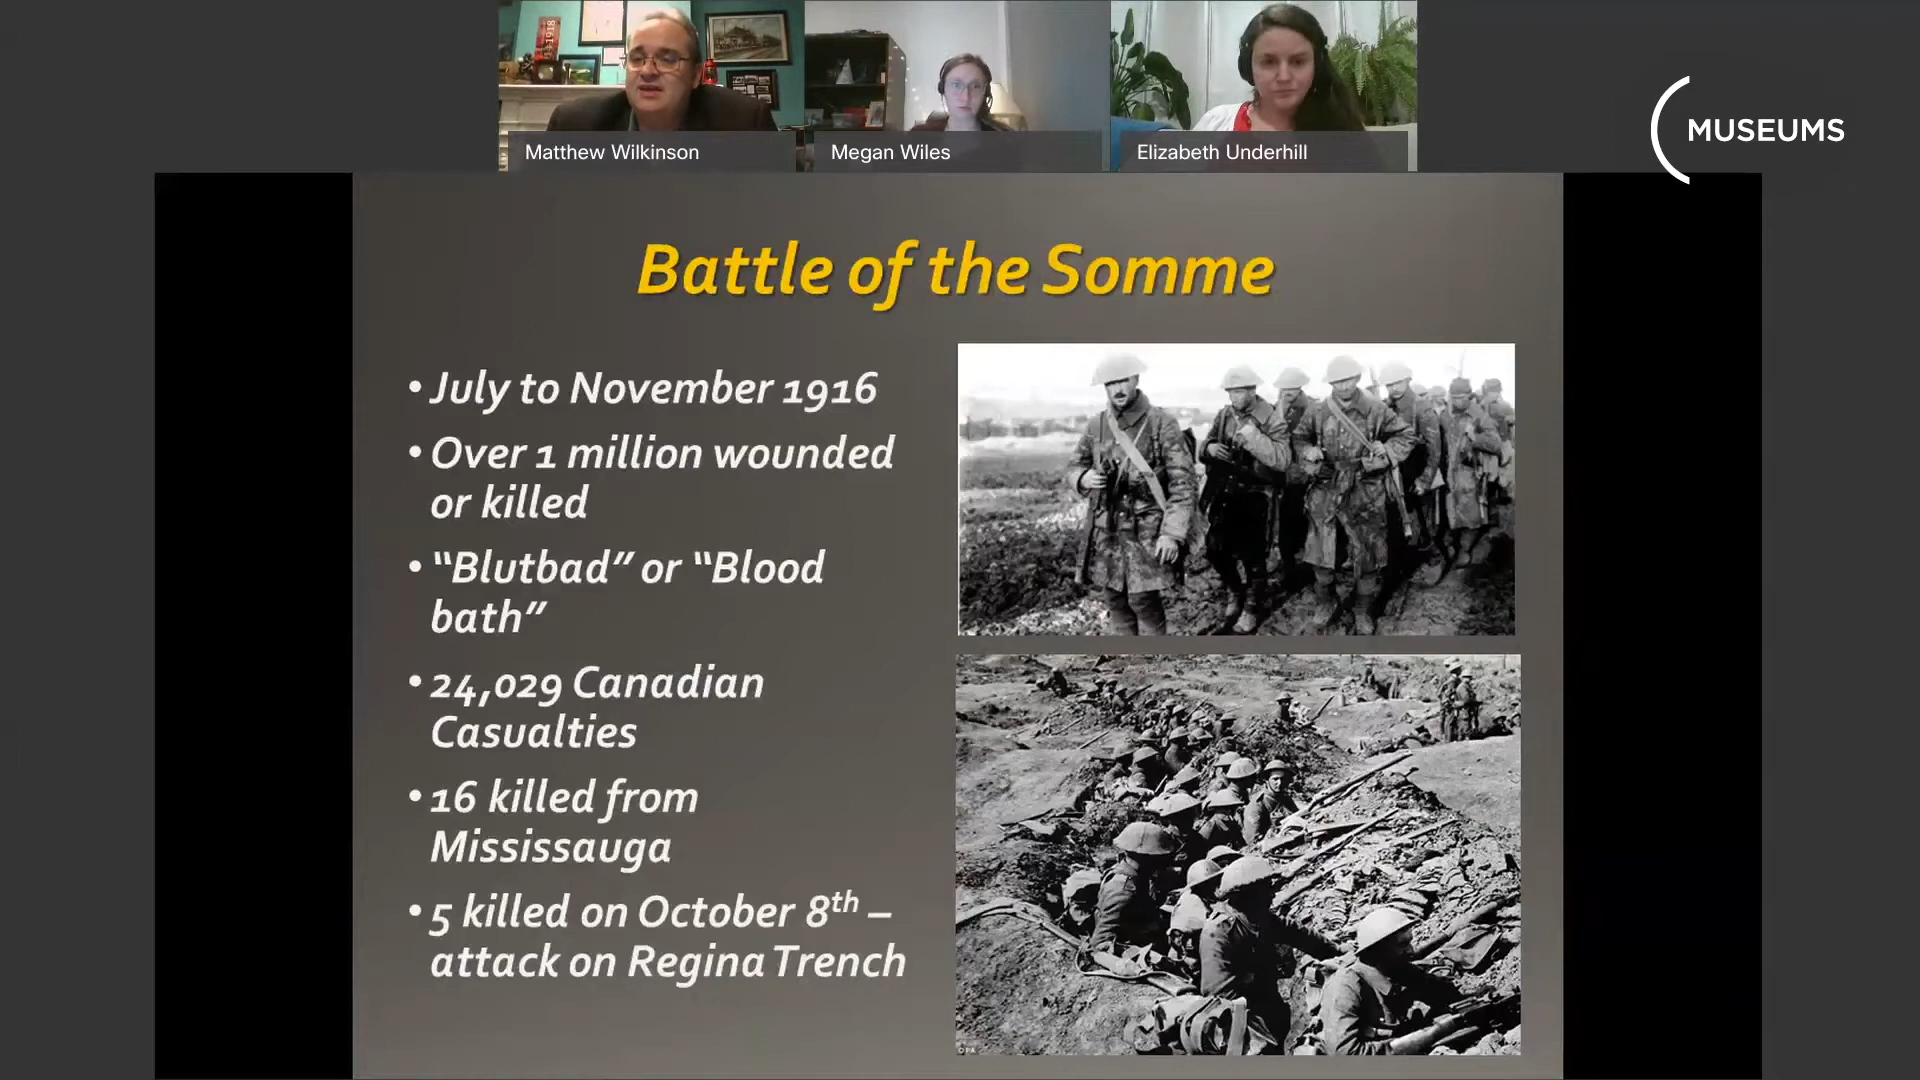 1918
Matthew Wilkinson
Megan Wiles
Elizabeth Underhill
MUSEUMS
Battle of the Somme
• July to November 1916
• Over 1 million wounded
or killed
• “Blutbad” or “Blood
bath”
• 24,029 Canadian
Casualties
• 16 killed from
Mississauga
• 5 killed on October 8th –
attack on Regina Trench